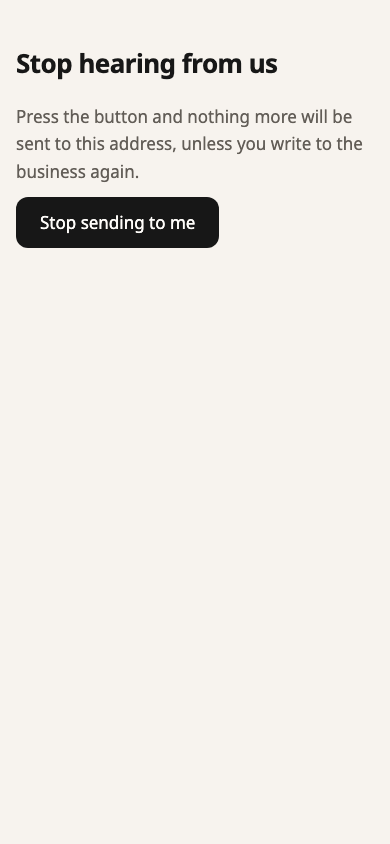 Stop hearing from us
Press the button and nothing more will be
sent to this address, unless you write to the
business again.
Stop sending to me